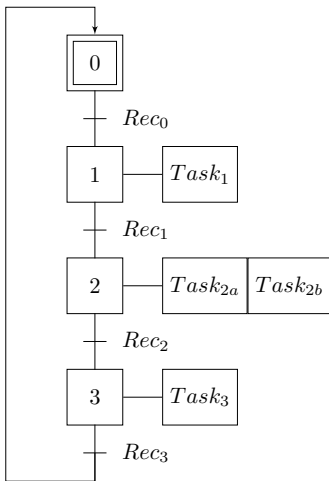 0
Rec₀
1 Task₁
Rec₁
2 Task₂ₐ Task₂b
Rec₂
3 Task₃
Rec₃